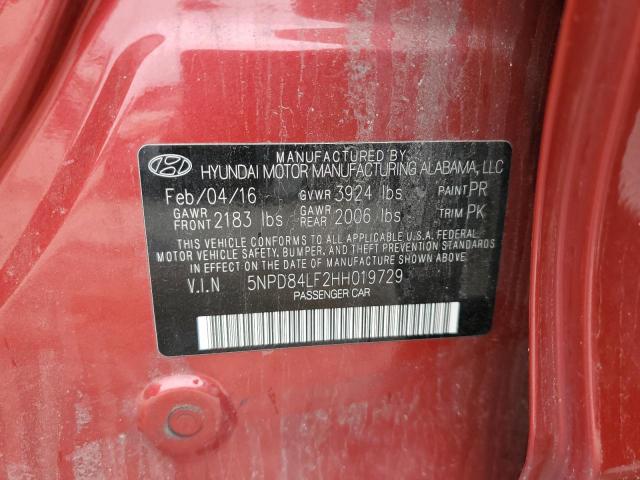 MANUFACTURED BY
HYUNDAI MOTOR MANUFACTURING ALABAMA, LLC
Feb/04/16 GVWR 3924 lbs PAINT PR
GAWR FRONT 2183 lbs GAWR REAR 2006 lbs TRIM PK
THIS VEHICLE CONFORMS TO ALL APPLICABLE U.S.A. FEDERAL
MOTOR VEHICLE SAFETY, BUMPER, AND THEFT PREVENTION STANDARDS
IN EFFECT ON THE DATE OF MANUFACTURE SHOWN ABOVE.
V.I.N 5NPD84LF2HH019729
PASSENGER CAR